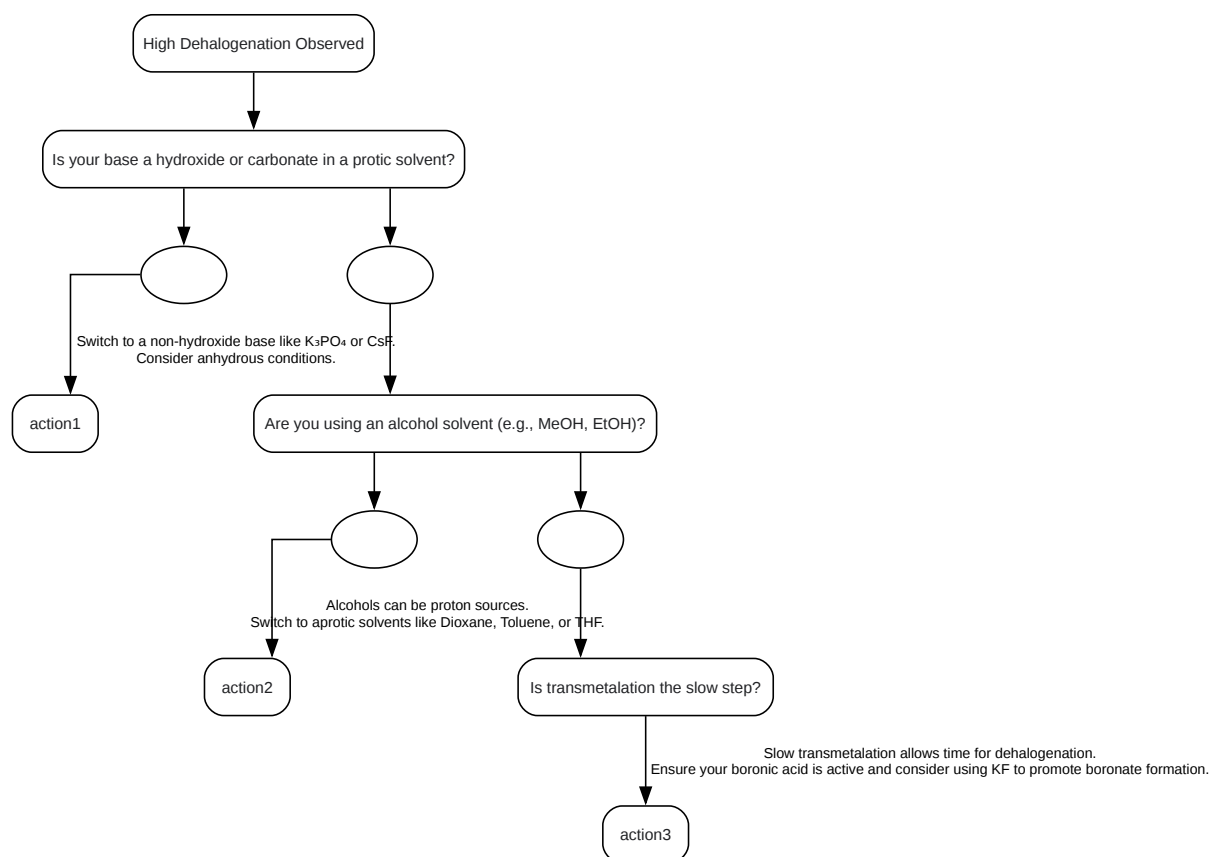 High Dehalogenation Observed
Is your base a hydroxide or carbonate in a protic solvent?
Switch to a non-hydroxide base like K₃PO₄ or CsF.
Consider anhydrous conditions.
action1
Are you using an alcohol solvent (e.g., MeOH, EtOH)?
Alcohols can be proton sources.
Switch to aprotic solvents like Dioxane, Toluene, or THF.
action2
Is transmetalation the slow step?
Slow transmetalation allows time for dehalogenation.
Ensure your boronic acid is active and consider using KF to promote boronate formation.
action3